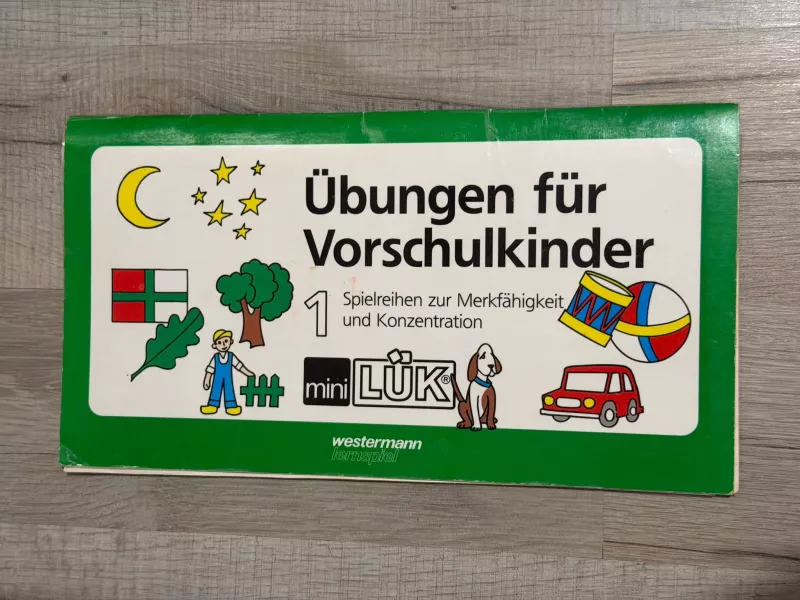 Übungen für
Vorschulkinder
1 Spielreihen zur Merkfähigkeit
und Konzentration
mini LÜK®
westermann
lernspiel